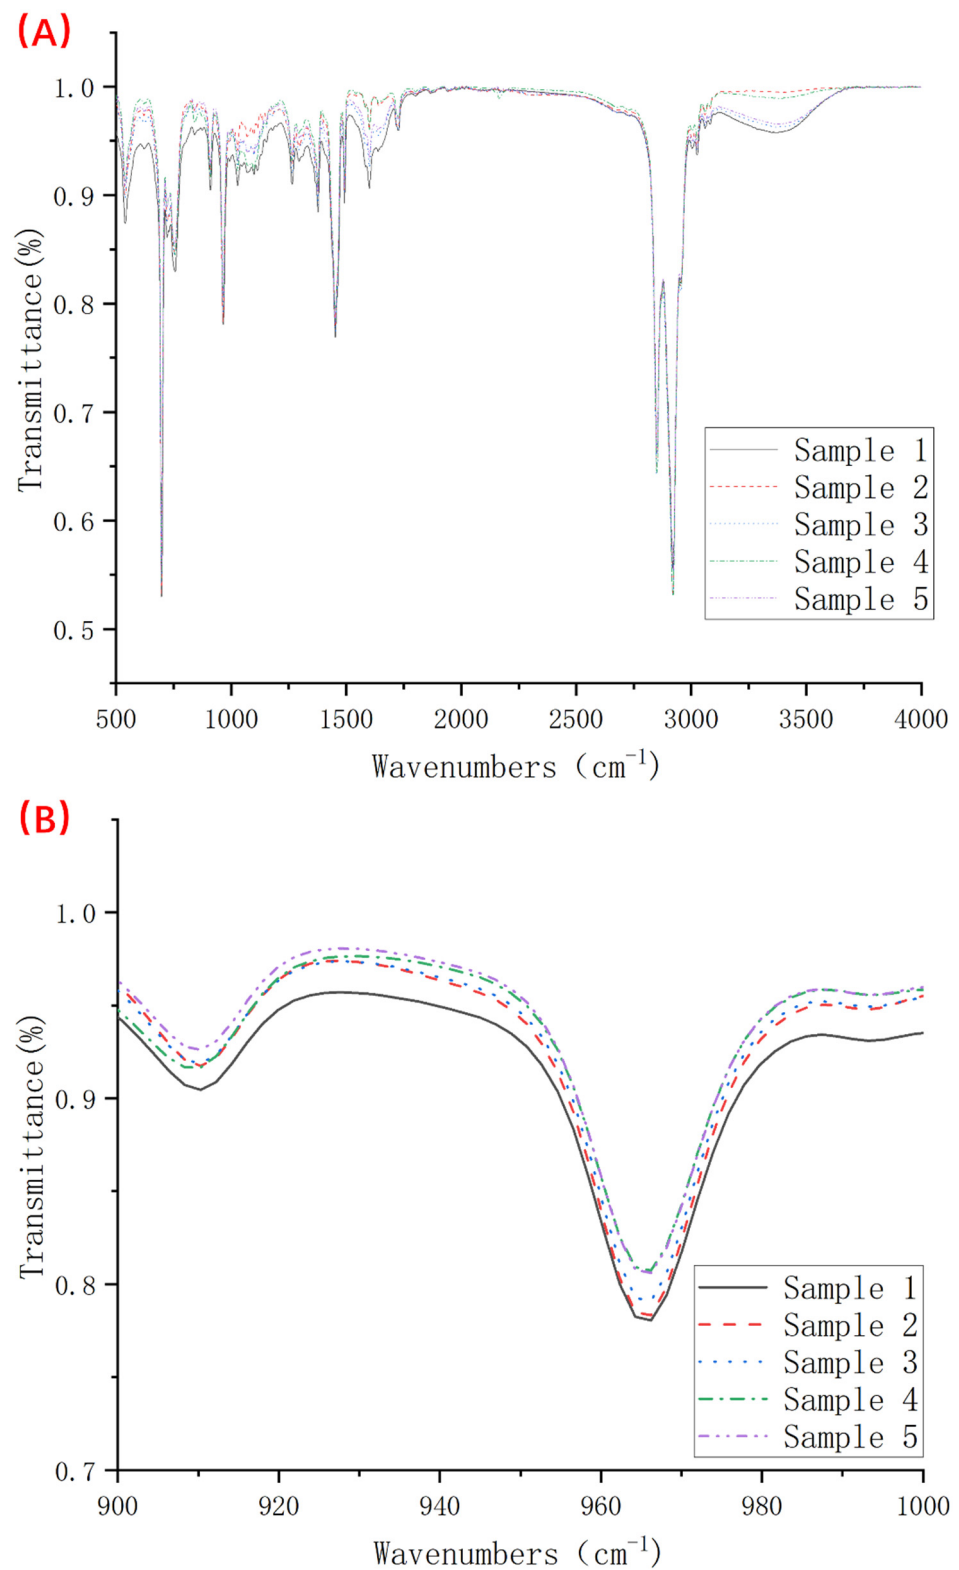 (A)
1.0
0.9
0.8
0.7
0.6
0.5
Transmittance(%)
Sample 1
Sample 2
Sample 3
Sample 4
Sample 5
500 1000 1500 2000 2500 3000 3500 4000
Wavenumbers (cm⁻¹)
(B)
1.0
0.9
0.8
0.7
Transmittance(%)
Sample 1
Sample 2
Sample 3
Sample 4
Sample 5
900 920 940 960 980 1000
Wavenumbers (cm⁻¹)